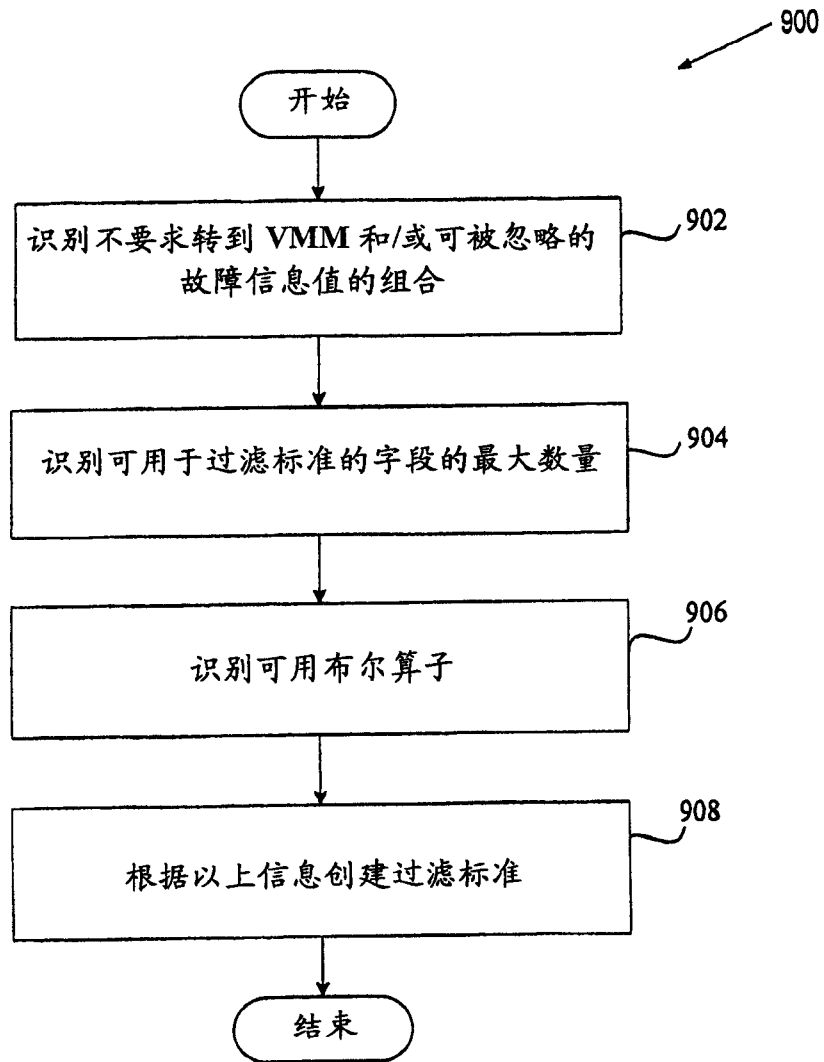 900
开始
识别不要求转到 VMM 和/或可被忽略的
故障信息值的组合
902
识别可用于过滤标准的字段的最大数量
904
识别可用布尔算子
906
根据以上信息创建过滤标准
908
结束